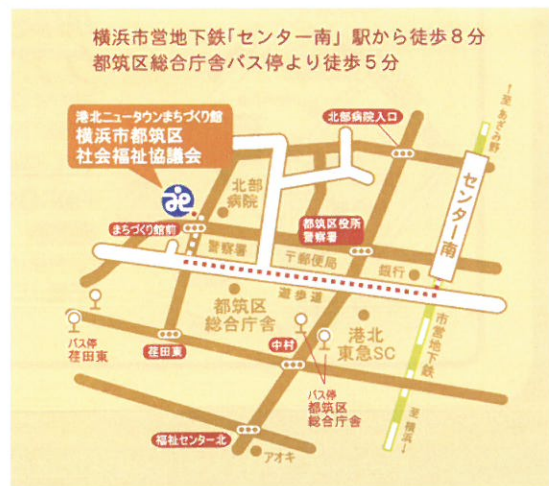 横浜市営地下鉄「センター南」駅から徒歩8分
都筑区総合庁舎バス停より徒歩5分
港北ニュータウンまちづくり館
横浜市都筑区
社会福祉協議会
北部病院入口
↑至 あざみ野
センター南
北部
病院
まちづくり館前
都筑区役所
警察署
警察署
〒郵便局
銀行
遊歩道
都筑区
総合庁舎
港北
東急SC
市営地下鉄
バス停
荏田東
荏田東
中村
バス停
都筑区
総合庁舎
至 横浜↓
福祉センター北
アオキ